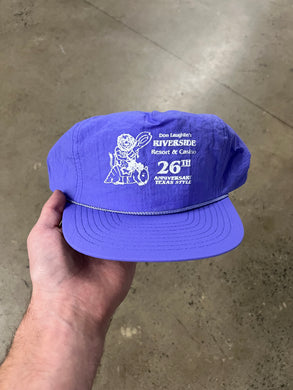 Don Laughlin's
RIVERSIDE
Resort & Casino
26TH
ANNIVERSARY
TEXAS STYLE